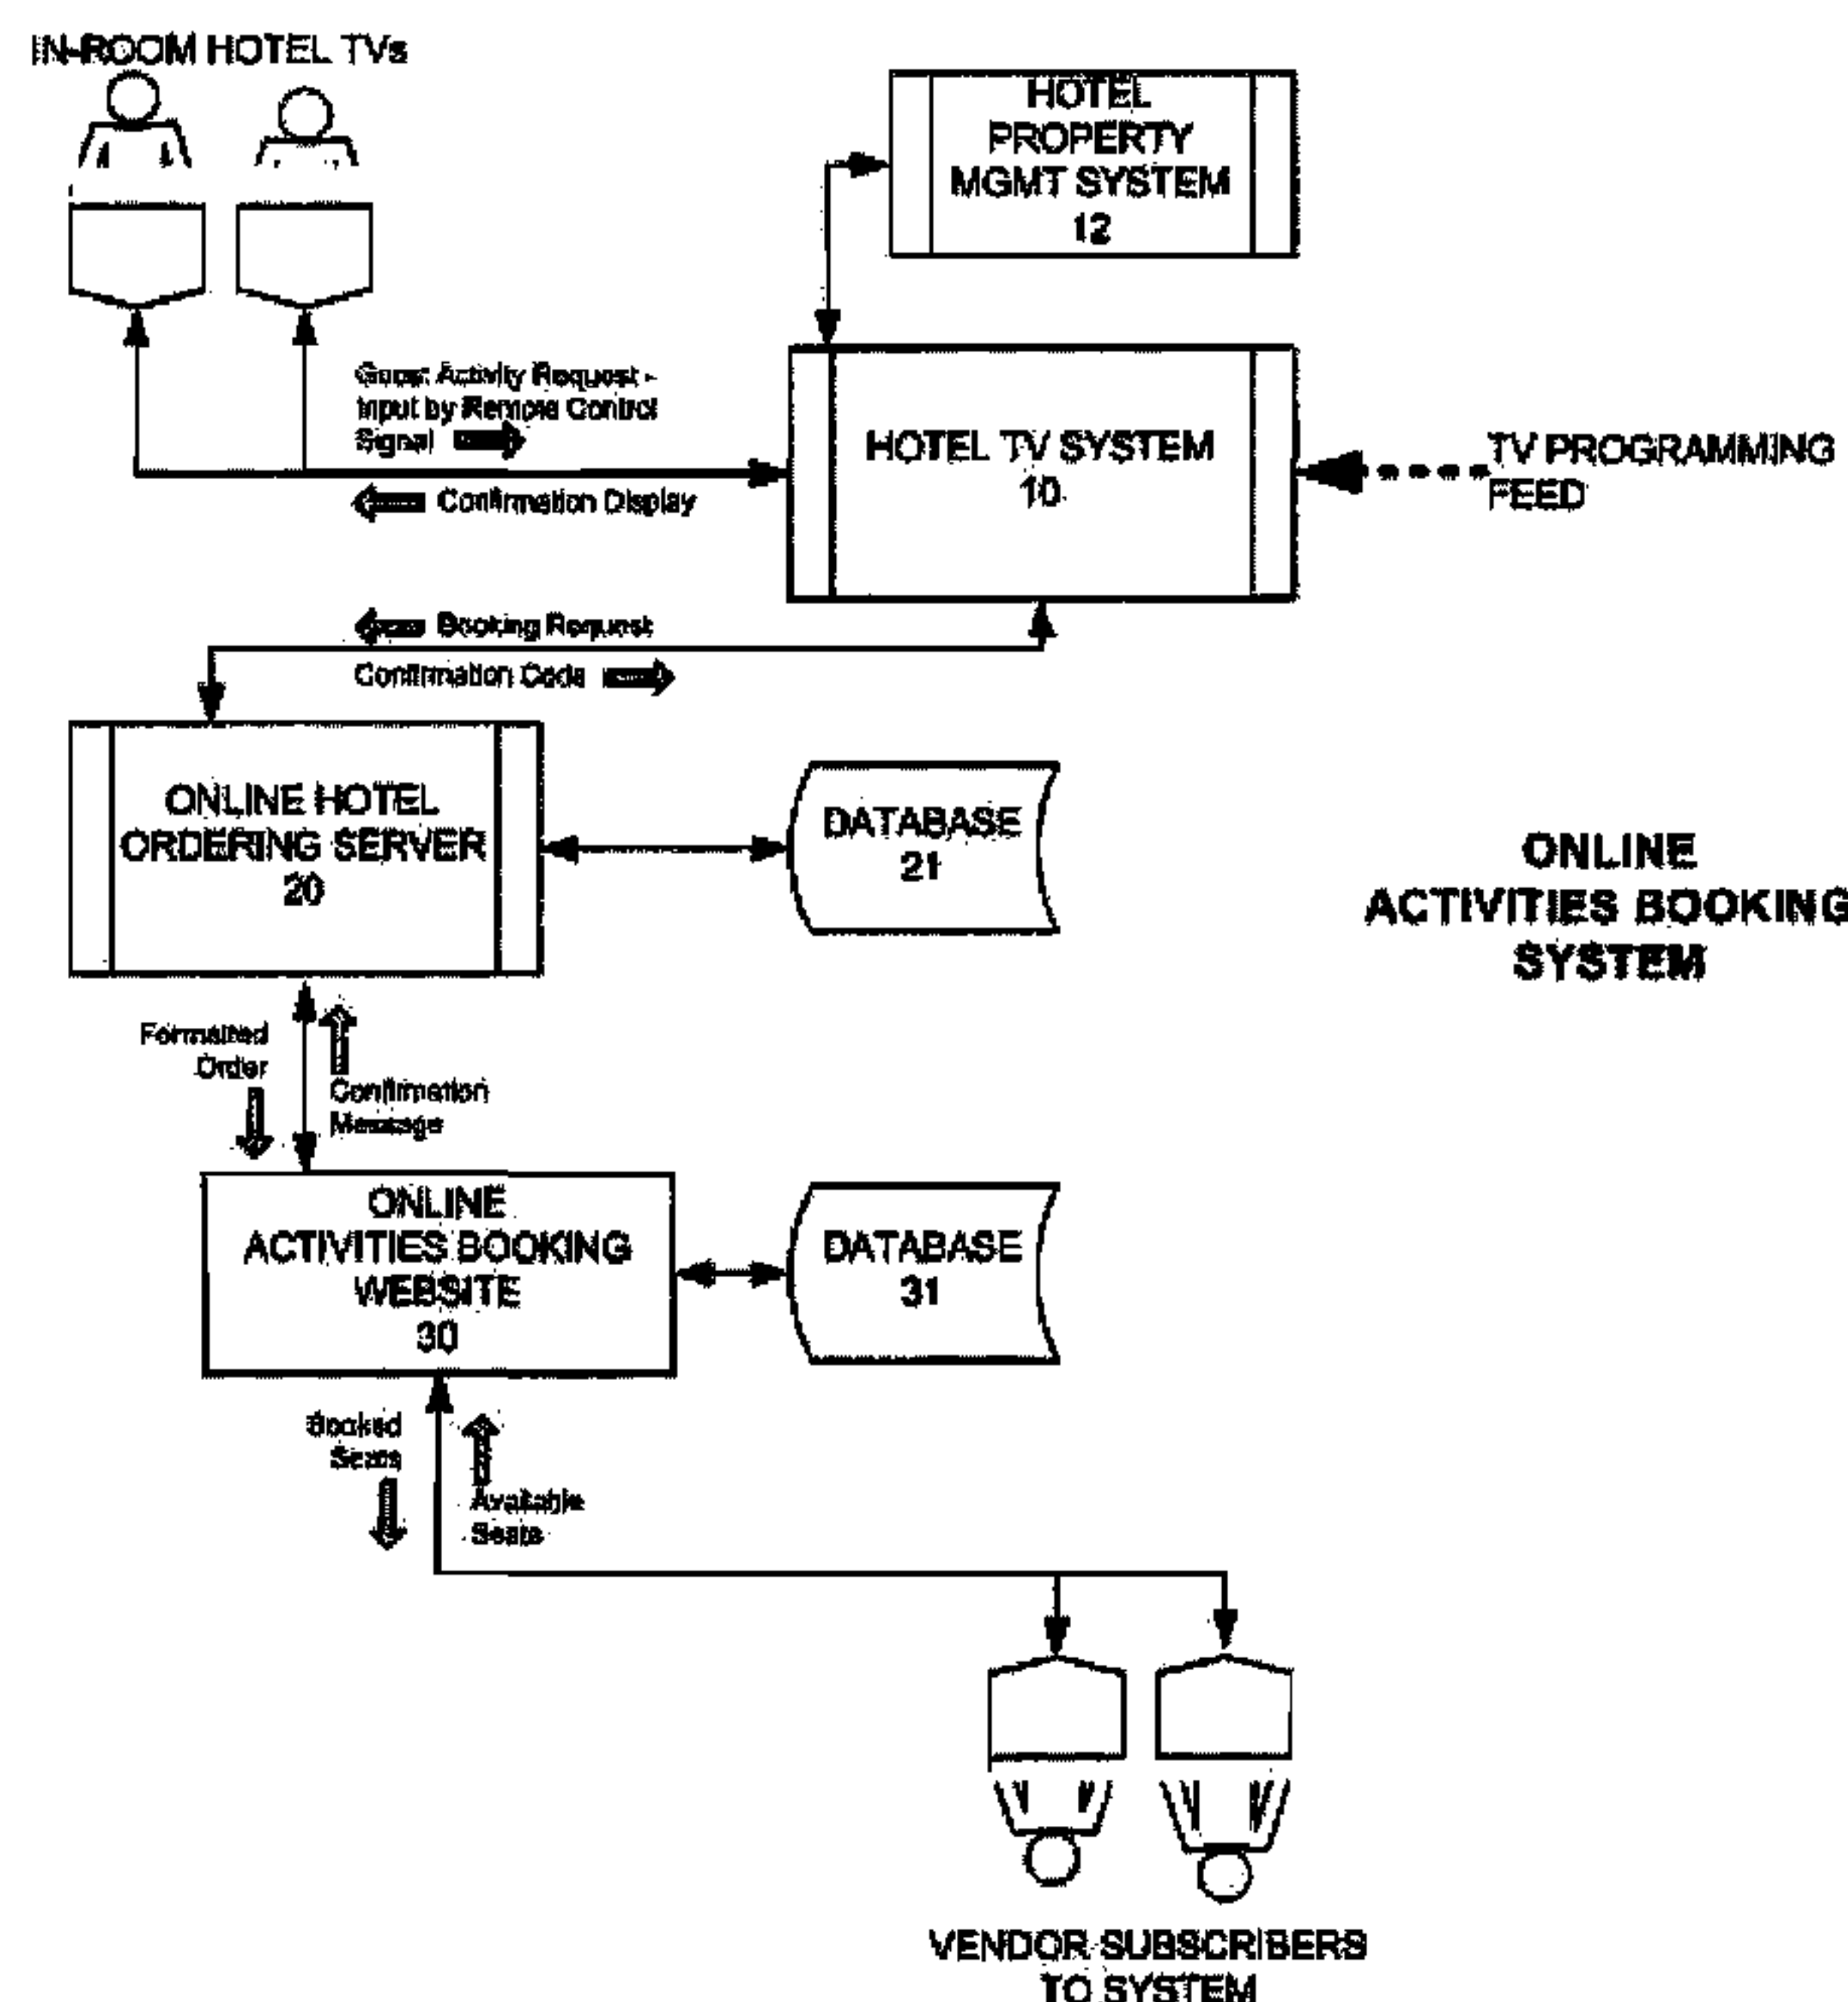 IN-ROOM HOTEL TVs
HOTEL
PROPERTY
MGMT SYSTEM
12
Guest Activity Request -
Input by Remote Control
Signal
HOTEL TV SYSTEM
10
TV PROGRAMMING
FEED
Confirmation Display
Booking Request
Confirmation Code
ONLINE HOTEL
ORDERING SERVER
20
DATABASE
21
ONLINE
ACTIVITIES BOOKING
SYSTEM
Formatted
Order
Confirmation
Message
ONLINE
ACTIVITIES BOOKING
WEBSITE
30
DATABASE
31
Booked
Seats
Available
Seats
VENDOR SUBSCRIBERS
TO SYSTEM